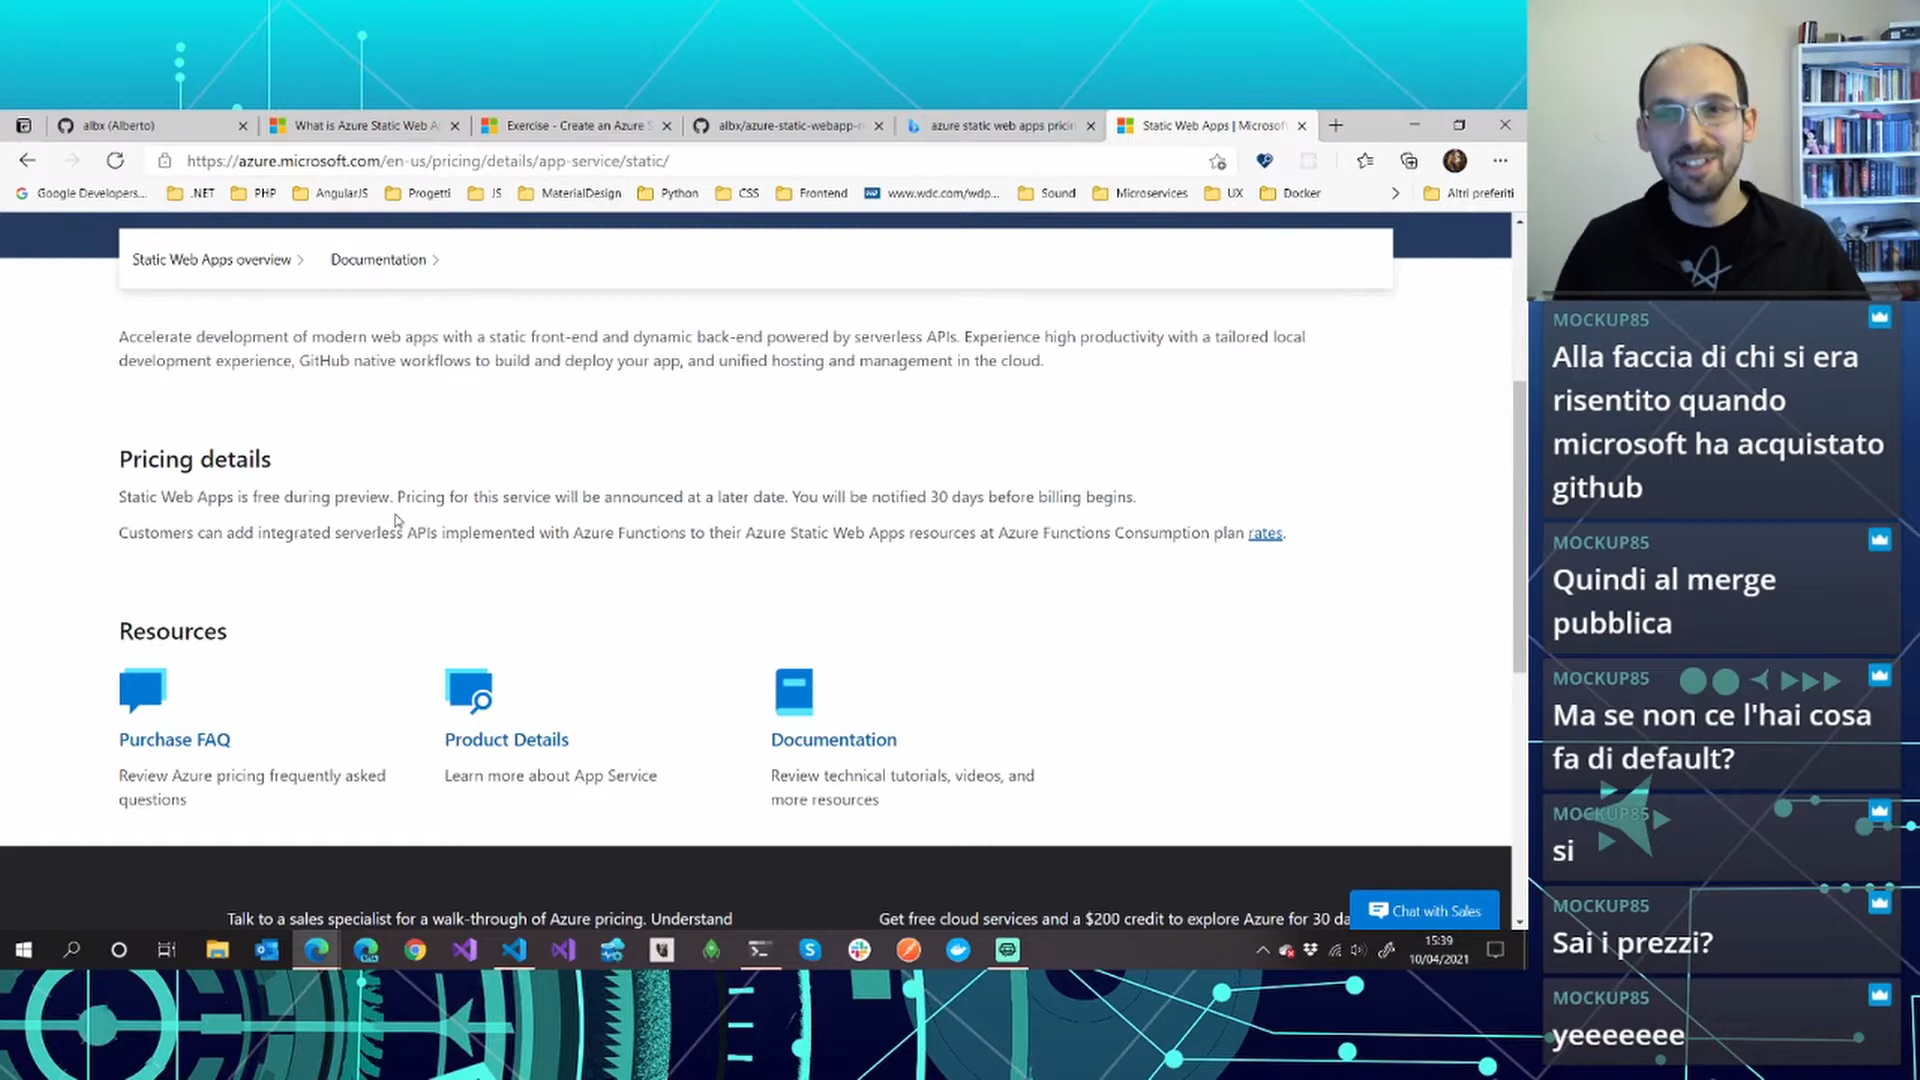 albx (Alberto)
What is Azure Static Web A
Exercise - Create an Azure S
albx/azure-static-webapp-r
azure static web apps pricin
Static Web Apps | Microsof
https://azure.microsoft.com/en-us/pricing/details/app-service/static/
Google Developers...
.NET
PHP
AngularJS
Progetti
JS
MaterialDesign
Python
CSS
Frontend
www.wdc.com/wdp...
Sound
Microservices
UX
Docker
Altri preferiti
Static Web Apps overview
Documentation
Accelerate development of modern web apps with a static front-end and dynamic back-end powered by serverless APIs. Experience high productivity with a tailored local
development experience, GitHub native workflows to build and deploy your app, and unified hosting and management in the cloud.
Pricing details
Static Web Apps is free during preview. Pricing for this service will be announced at a later date. You will be notified 30 days before billing begins.
Customers can add integrated serverless APIs implemented with Azure Functions to their Azure Static Web Apps resources at Azure Functions Consumption plan rates.
Resources
Purchase FAQ
Review Azure pricing frequently asked
questions
Product Details
Learn more about App Service
Documentation
Review technical tutorials, videos, and
more resources
Talk to a sales specialist for a walk-through of Azure pricing. Understand
Get free cloud services and a $200 credit to explore Azure for 30 da
Chat with Sales
15:39
10/04/2021
MOCKUP85
Alla faccia di chi si era
risentito quando
microsoft ha acquistato
github
MOCKUP85
Quindi al merge
pubblica
MOCKUP85
Ma se non ce l'hai cosa
fa di default?
MOCKUP85
si
MOCKUP85
Sai i prezzi?
MOCKUP85
yeeeeeee